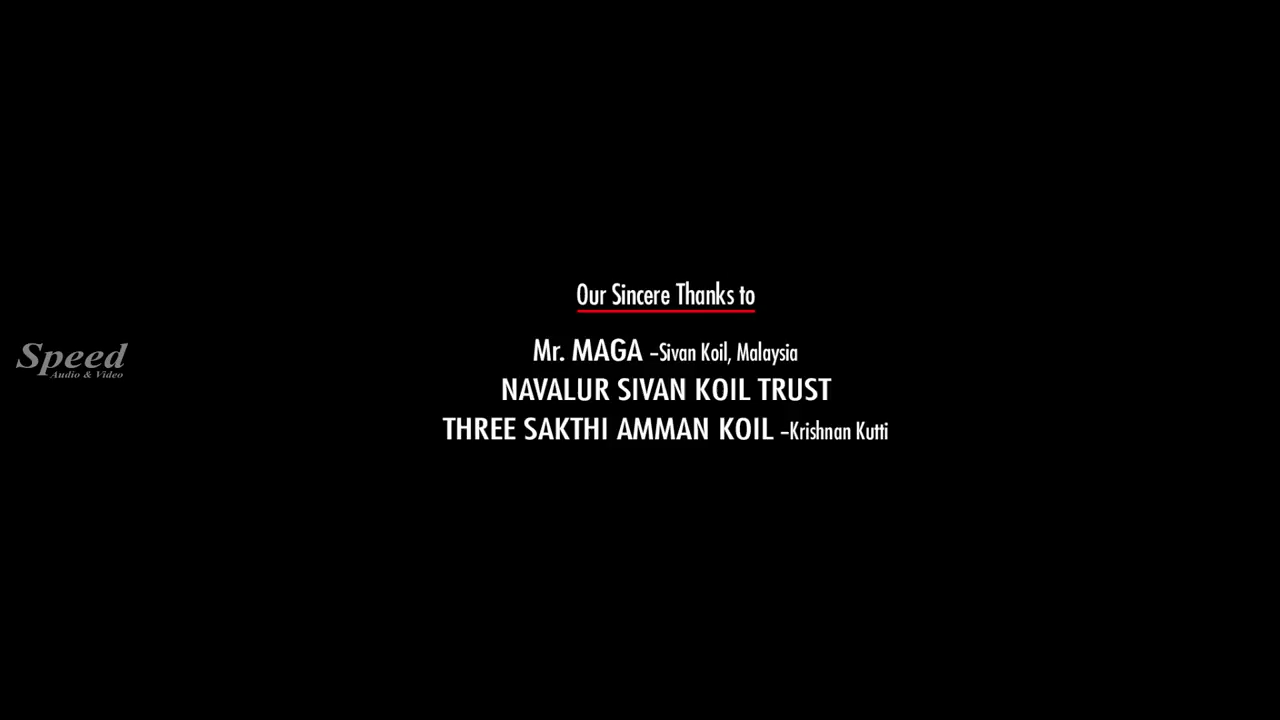 Our Sincere Thanks to
Mr. MAGA –Sivan Koil, Malaysia
NAVALUR SIVAN KOIL TRUST
THREE SAKTHI AMMAN KOIL –Krishnan Kutti
Speed
Audio & Video